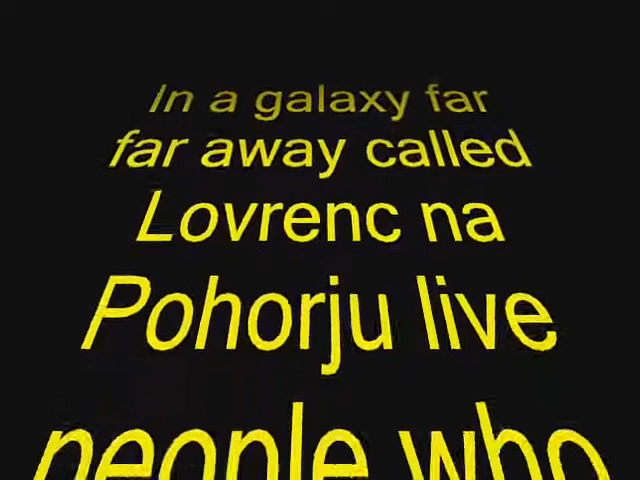 In a galaxy far
far away called
Lovrenc na
Pohorju live
people who